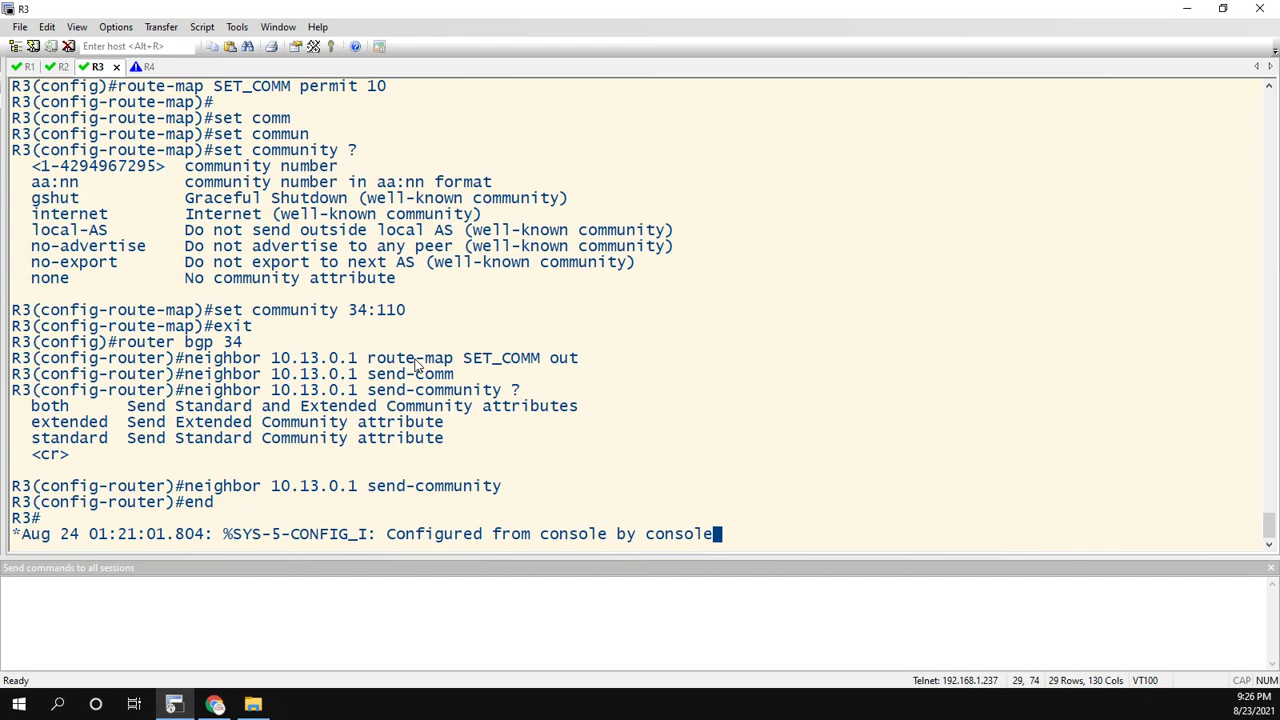 R3
File Edit View Options Transfer Script Tools Window Help
Enter host <Alt+R>
R1 R2 R3 R4
R3(config)#route-map SET_COMM permit 10
R3(config-route-map)#
R3(config-route-map)#set comm
R3(config-route-map)#set commun
R3(config-route-map)#set community ?
<1-4294967295>  community number
aa:nn           community number in aa:nn format
gshut           Graceful Shutdown (well-known community)
internet        Internet (well-known community)
local-AS        Do not send outside local AS (well-known community)
no-advertise    Do not advertise to any peer (well-known community)
no-export       Do not export to next AS (well-known community)
none            No community attribute
R3(config-route-map)#set community 34:110
R3(config-route-map)#exit
R3(config)#router bgp 34
R3(config-router)#neighbor 10.13.0.1 route-map SET_COMM out
R3(config-router)#neighbor 10.13.0.1 send-comm
R3(config-router)#neighbor 10.13.0.1 send-community ?
both      Send Standard and Extended Community attributes
extended  Send Extended Community attribute
standard  Send Standard Community attribute
<cr>
R3(config-router)#neighbor 10.13.0.1 send-community
R3(config-router)#end
R3#
*Aug 24 01:21:01.804: %SYS-5-CONFIG_I: Configured from console by console
Send commands to all sessions
Ready Telnet: 192.168.1.237 29, 74 29 Rows, 130 Cols VT100 CAP NUM
9:26 PM
8/23/2021